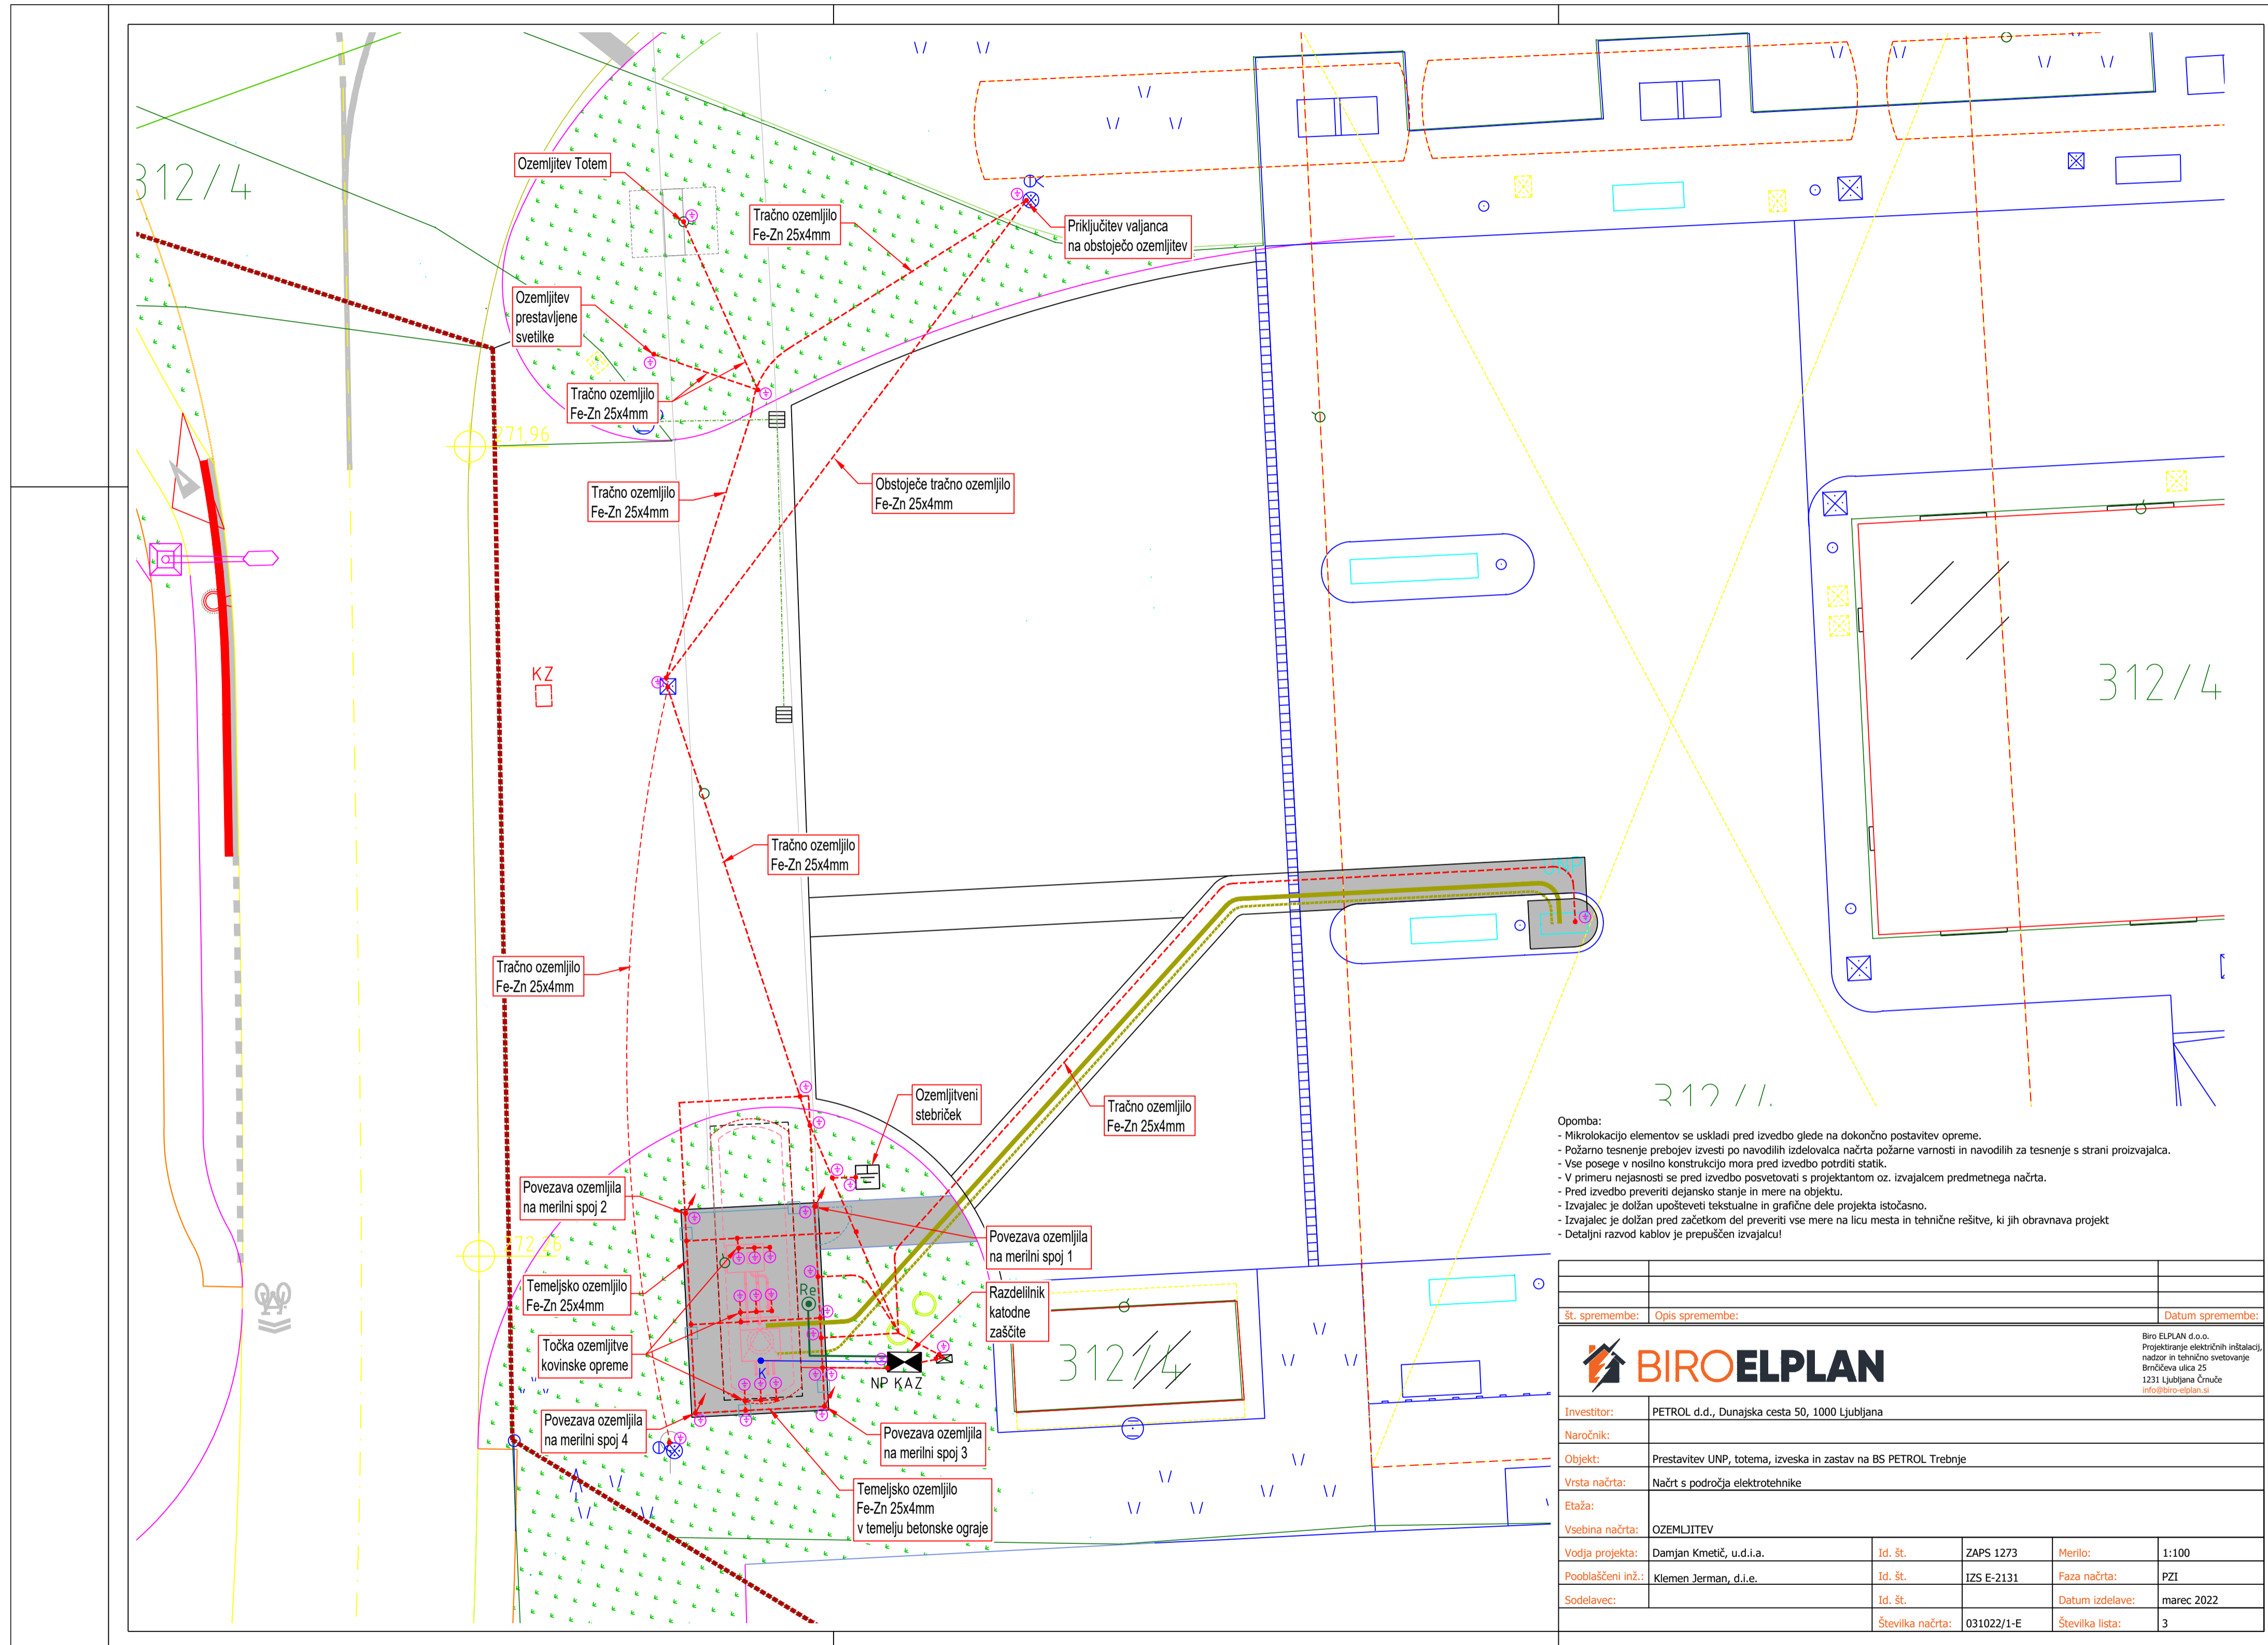 312/4
Ozemljitev Totem
Tračno ozemljilo
Fe-Zn 25x4mm
Priključitev valjanca
na obstoječo ozemljitev
Ozemljitev
prestavljene
svetilke
Tračno ozemljilo
Fe-Zn 25x4mm
271,96
Tračno ozemljilo
Fe-Zn 25x4mm
Obstoječe tračno ozemljilo
Fe-Zn 25x4mm
KZ
312/4
Tračno ozemljilo
Fe-Zn 25x4mm
Tračno ozemljilo
Fe-Zn 25x4mm
Ozemljitveni
stebriček
Tračno ozemljilo
Fe-Zn 25x4mm
312/4
Povezava ozemljila
na merilni spoj 2
Povezava ozemljila
na merilni spoj 1
272,26
Temeljsko ozemljilo
Fe-Zn 25x4mm
Re
Razdelilnik
katodne
zaščite
Točka ozemljitve
kovinske opreme
K
NP KAZ
312/4
Povezava ozemljila
na merilni spoj 4
Povezava ozemljila
na merilni spoj 3
Temeljsko ozemljilo
Fe-Zn 25x4mm
v temelju betonske ograje
Opomba:
- Mikrolokacijo elementov se uskladi pred izvedbo glede na dokončno postavitev opreme.
- Požarno tesnenje prebojev izvesti po navodilih izdelovalca načrta požarne varnosti in navodilih za tesnenje s strani proizvajalca.
- Vse posege v nosilno konstrukcijo mora pred izvedbo potrditi statik.
- V primeru nejasnosti se pred izvedbo posvetovati s projektantom oz. izvajalcem predmetnega načrta.
- Pred izvedbo preveriti dejansko stanje in mere na objektu.
- Izvajalec je dolžan upošteveti tekstualne in grafične dele projekta istočasno.
- Izvajalec je dolžan pred začetkom del preveriti vse mere na licu mesta in tehnične rešitve, ki jih obravnava projekt
- Detaljni razvod kablov je prepuščen izvajalcu!
št. spremembe: Opis spremembe: Datum spremembe:
BIROELPLAN
Biro ELPLAN d.o.o.
Projektiranje električnih inštalacij,
nadzor in tehnično svetovanje
Brnčičeva ulica 25
1231 Ljubljana Črnuče
info@biro-elplan.si
Investitor: PETROL d.d., Dunajska cesta 50, 1000 Ljubljana
Naročnik:
Objekt: Prestavitev UNP, totema, izveska in zastav na BS PETROL Trebnje
Vrsta načrta: Načrt s področja elektrotehnike
Etaža:
Vsebina načrta: OZEMLJITEV
Vodja projekta: Damjan Kmetič, u.d.i.a. Id. št. ZAPS 1273 Merilo: 1:100
Pooblaščeni inž.: Klemen Jerman, d.i.e. Id. št. IZS E-2131 Faza načrta: PZI
Sodelavec: Id. št. Datum izdelave: marec 2022
Številka načrta: 031022/1-E Številka lista: 3